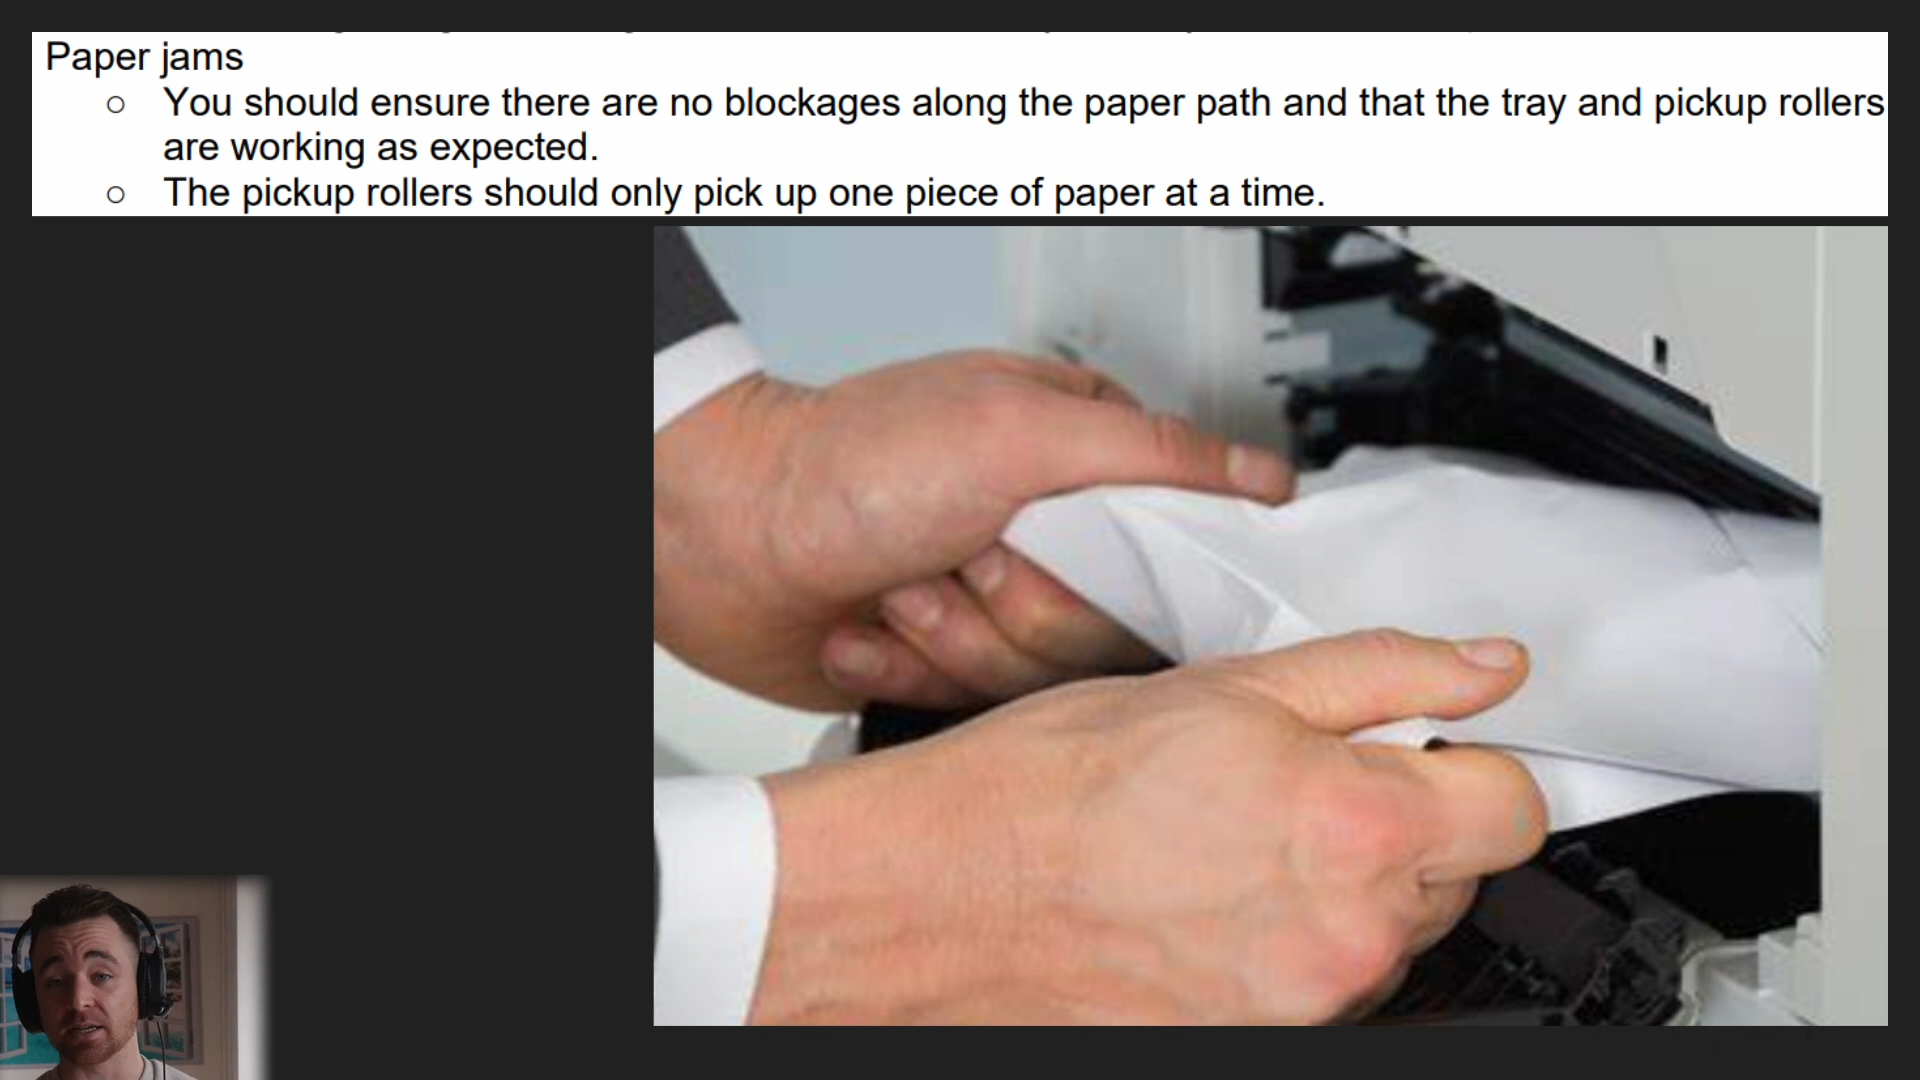 Paper jams
○ You should ensure there are no blockages along the paper path and that the tray and pickup rollers
are working as expected.
○ The pickup rollers should only pick up one piece of paper at a time.